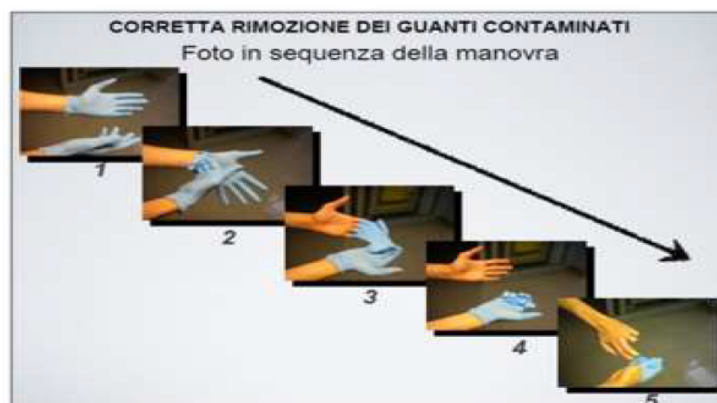 CORRETTA RIMOZIONE DEI GUANTI CONTAMINATI
Foto in sequenza della manovra
1
2
3
4
5